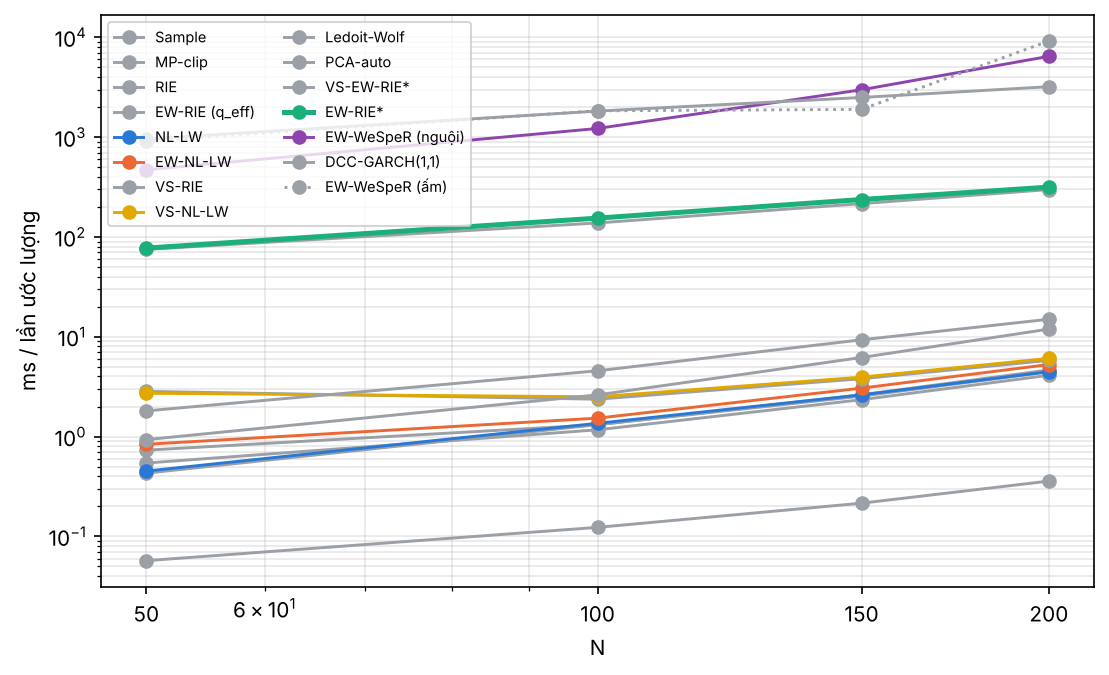 10⁴
10³
10²
10¹
10⁰
10⁻¹
ms / lần ước lượng
Sample
MP-clip
RIE
EW-RIE (q_eff)
NL-LW
EW-NL-LW
VS-RIE
VS-NL-LW
Ledoit-Wolf
PCA-auto
VS-EW-RIE*
EW-RIE*
EW-WeSpeR (nguội)
DCC-GARCH(1,1)
EW-WeSpeR (ấm)
50
6 × 10¹
100
150
200
N